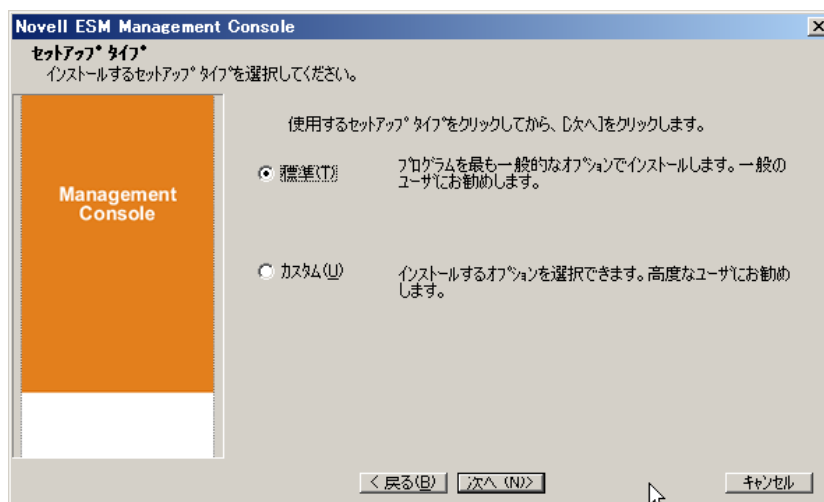 Novell ESM Management Console
セットアップ タイプ
インストールするセットアップ タイプを選択してください。
Management
Console
使用するセットアップ タイプをクリックしてから、[次へ]をクリックします。
標準(T)
プログラムを最も一般的なオプションでインストールします。一般の
ユーザにお勧めします。
カスタム(U)
インストールするオプションを選択できます。高度なユーザにお勧め
します。
< 戻る(B)
次へ (N)>
キャンセル